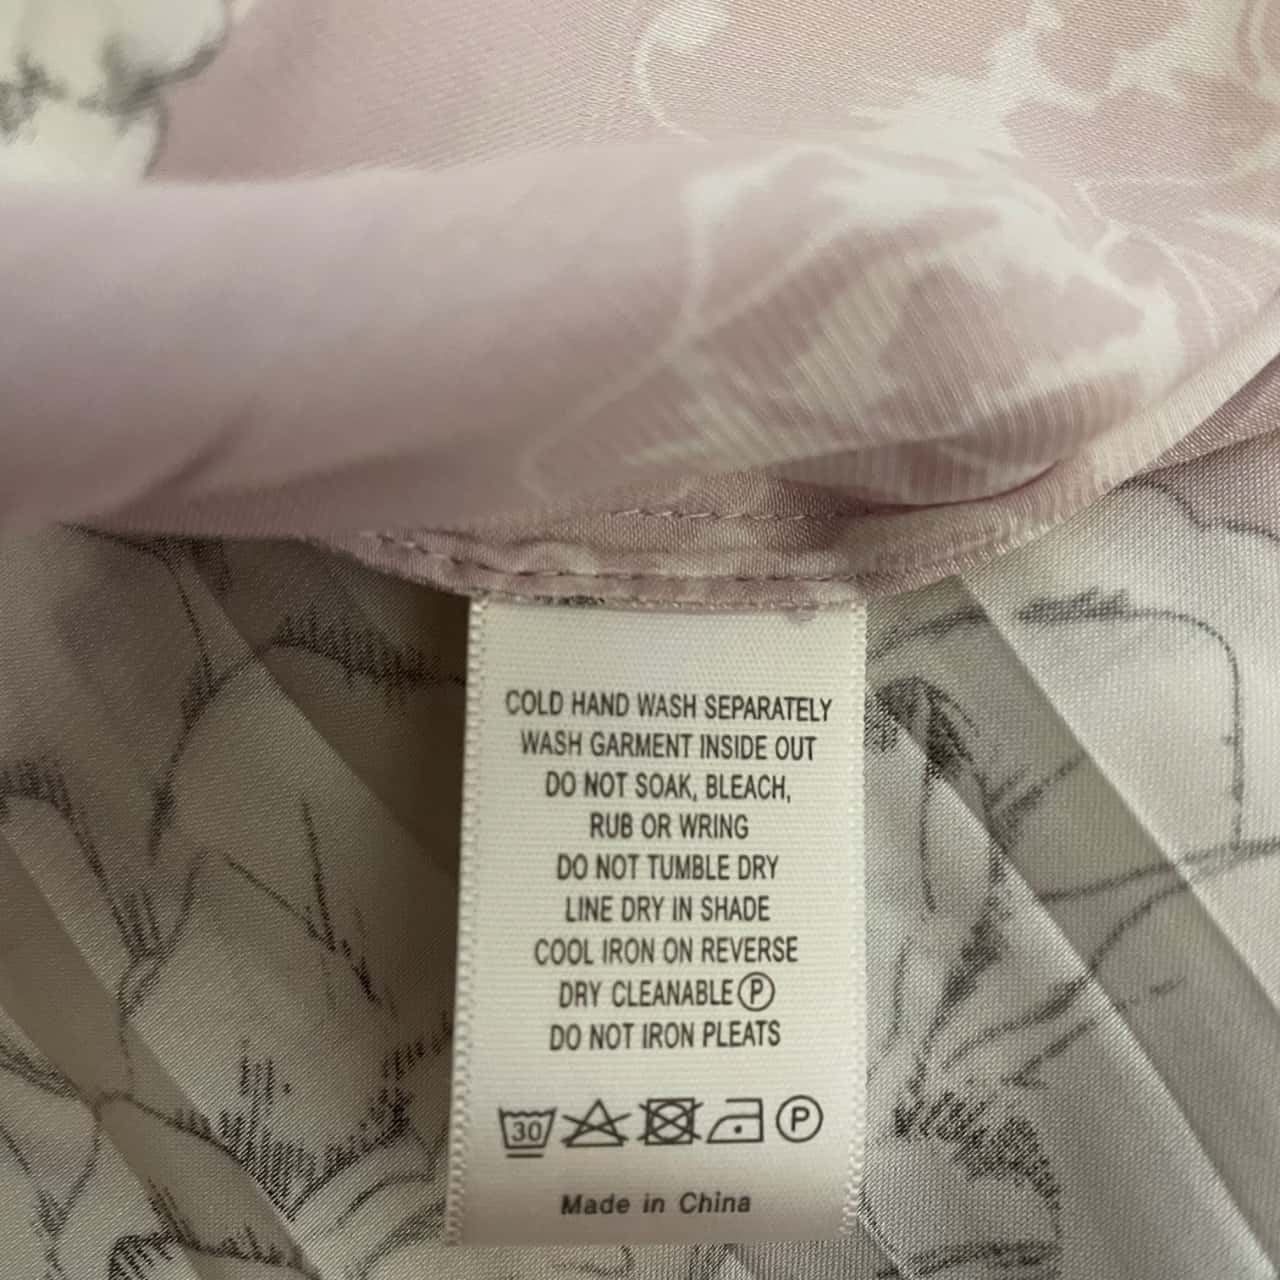 COLD HAND WASH SEPARATELY
WASH GARMENT INSIDE OUT
DO NOT SOAK, BLEACH,
RUB OR WRING
DO NOT TUMBLE DRY
LINE DRY IN SHADE
COOL IRON ON REVERSE
DRY CLEANABLE Ⓟ
DO NOT IRON PLEATS
30 Ⓟ
Made in China